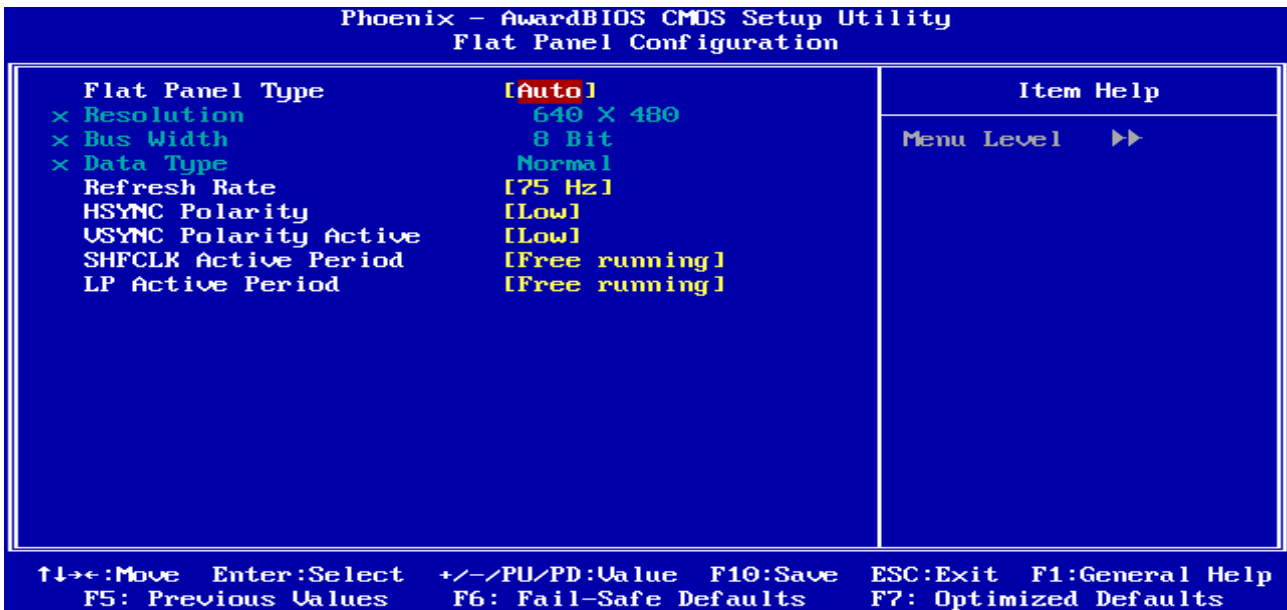 Phoenix - AwardBIOS CMOS Setup Utility
Flat Panel Configuration
Flat Panel Type [Auto]
x Resolution 640 X 480
x Bus Width 8 Bit
x Data Type Normal
Refresh Rate [75 Hz]
HSYNC Polarity [Low]
VSYNC Polarity Active [Low]
SHFCLK Active Period [Free running]
LP Active Period [Free running]
Item Help
Menu Level ▶▶
↑↓→←:Move Enter:Select +/-/PU/PD:Value F10:Save ESC:Exit F1:General Help
F5: Previous Values F6: Fail-Safe Defaults F7: Optimized Defaults